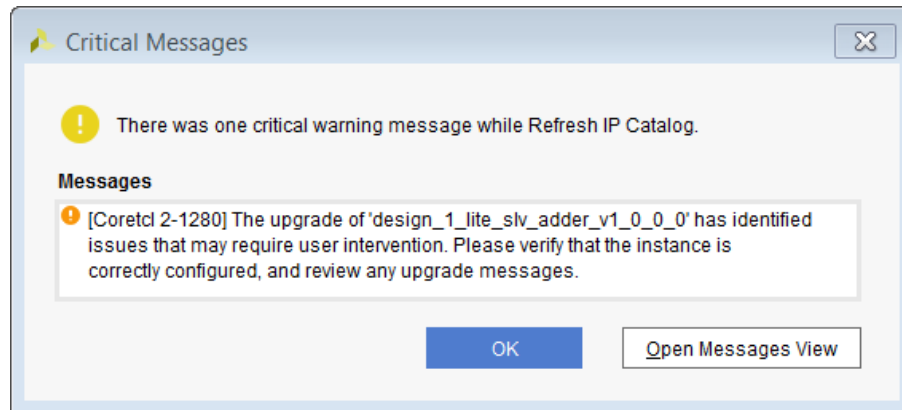 Critical Messages
There was one critical warning message while Refresh IP Catalog.
Messages
[Coretcl 2-1280] The upgrade of 'design_1_lite_slv_adder_v1_0_0_0' has identified
issues that may require user intervention. Please verify that the instance is
correctly configured, and review any upgrade messages.
OK
Open Messages View